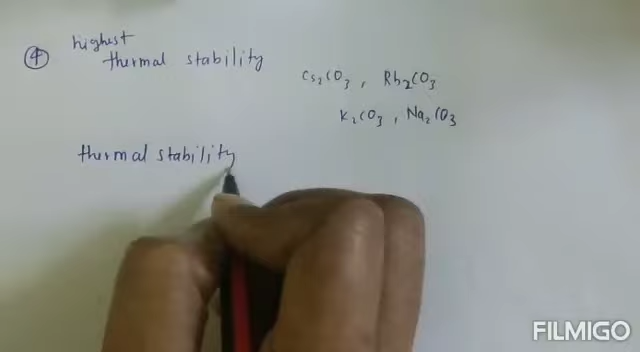 ④ highest
thermal stability
Cs₂CO₃, Rb₂CO₃
K₂CO₃, Na₂CO₃
thermal stability
FILMIGO